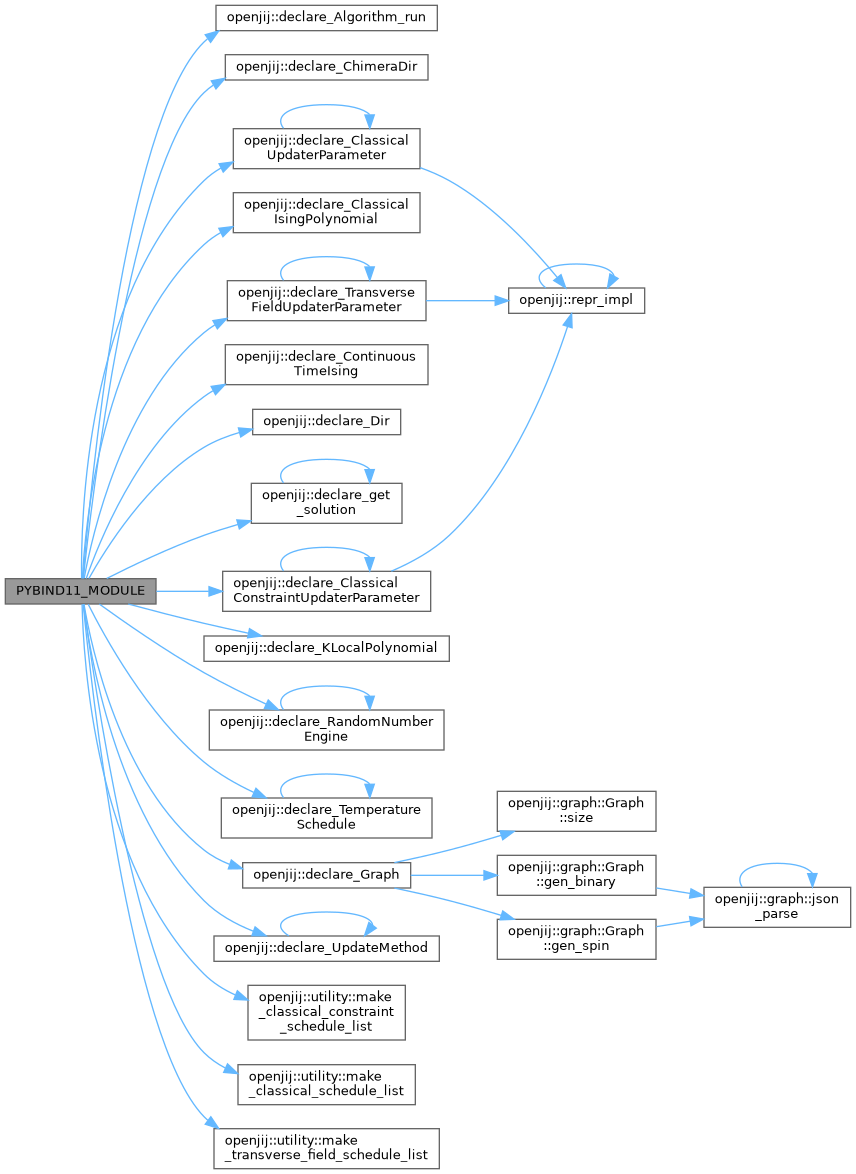 openjij::declare_Algorithm_run
openjij::declare_ChimeraDir
openjij::declare_Classical
UpdaterParameter
openjij::declare_Classical
IsingPolynomial
openjij::declare_Transverse
FieldUpdaterParameter
openjij::repr_impl
openjij::declare_Continuous
TimeIsing
openjij::declare_Dir
openjij::declare_get
_solution
PYBIND11_MODULE
openjij::declare_Classical
ConstraintUpdaterParameter
openjij::declare_KLocalPolynomial
openjij::declare_RandomNumber
Engine
openjij::declare_Temperature
Schedule
openjij::graph::Graph
::size
openjij::declare_Graph
openjij::graph::Graph
::gen_binary
openjij::graph::json
_parse
openjij::graph::Graph
::gen_spin
openjij::declare_UpdateMethod
openjij::utility::make
_classical_constraint
_schedule_list
openjij::utility::make
_classical_schedule_list
openjij::utility::make
_transverse_field_schedule_list